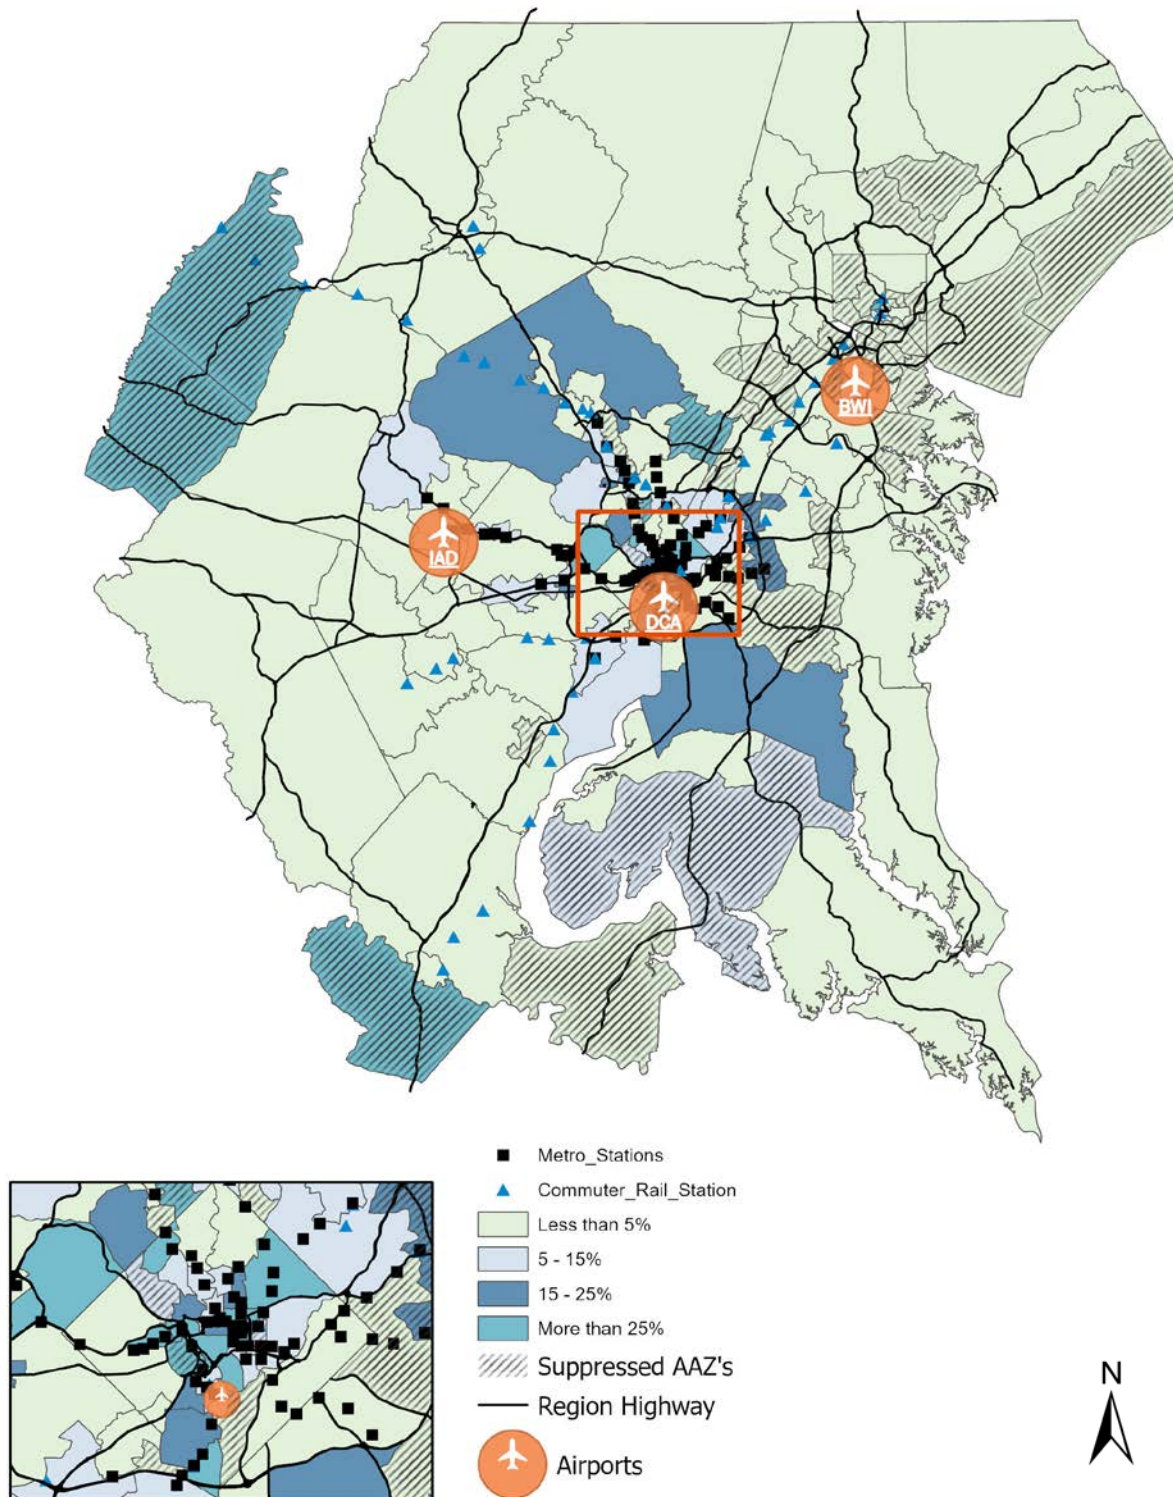 BWI
IAD
DCA
Metro_Stations
Commuter_Rail_Station
Less than 5%
5 - 15%
15 - 25%
More than 25%
Suppressed AAZ's
Region Highway
Airports
N